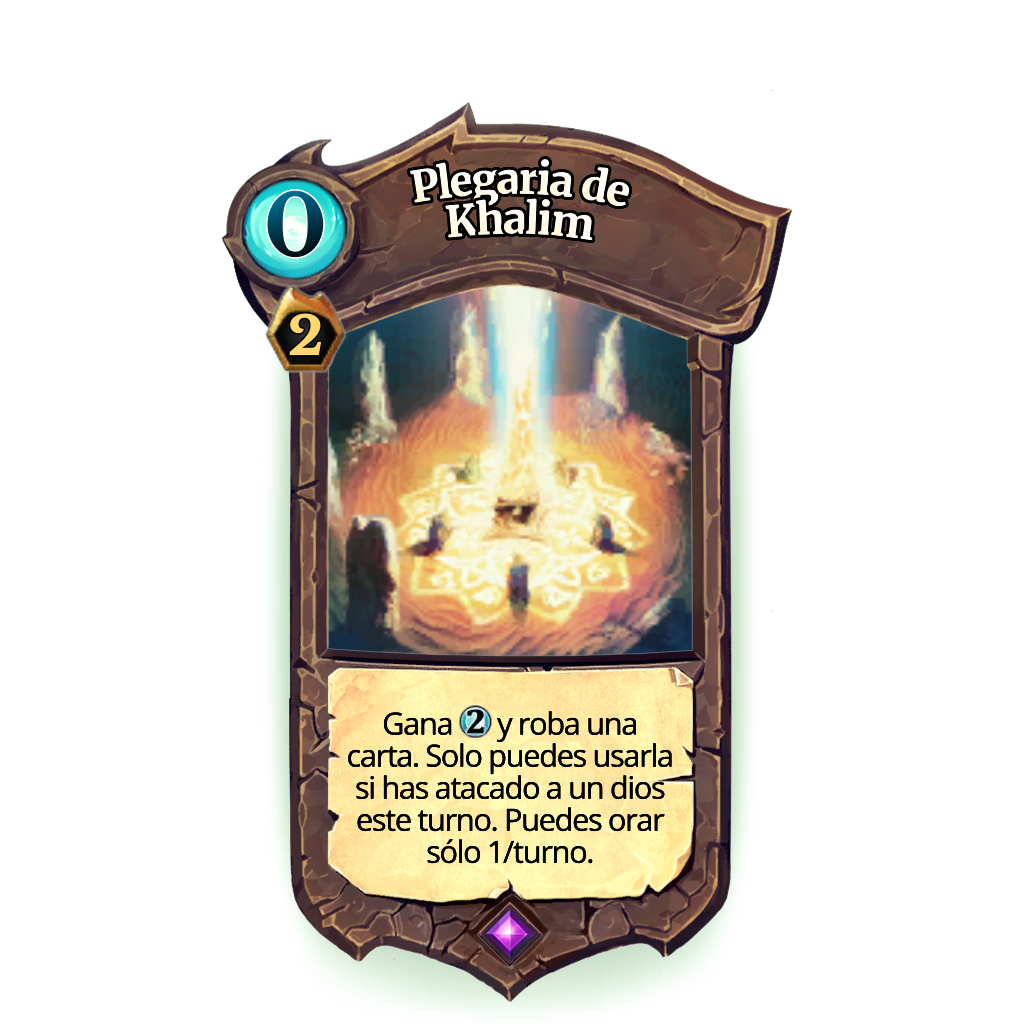 Plegaria de
Khalim
0
2
Gana 2 y roba una
carta. Solo puedes usarla
si has atacado a un dios
este turno. Puedes orar
sólo 1/turno.